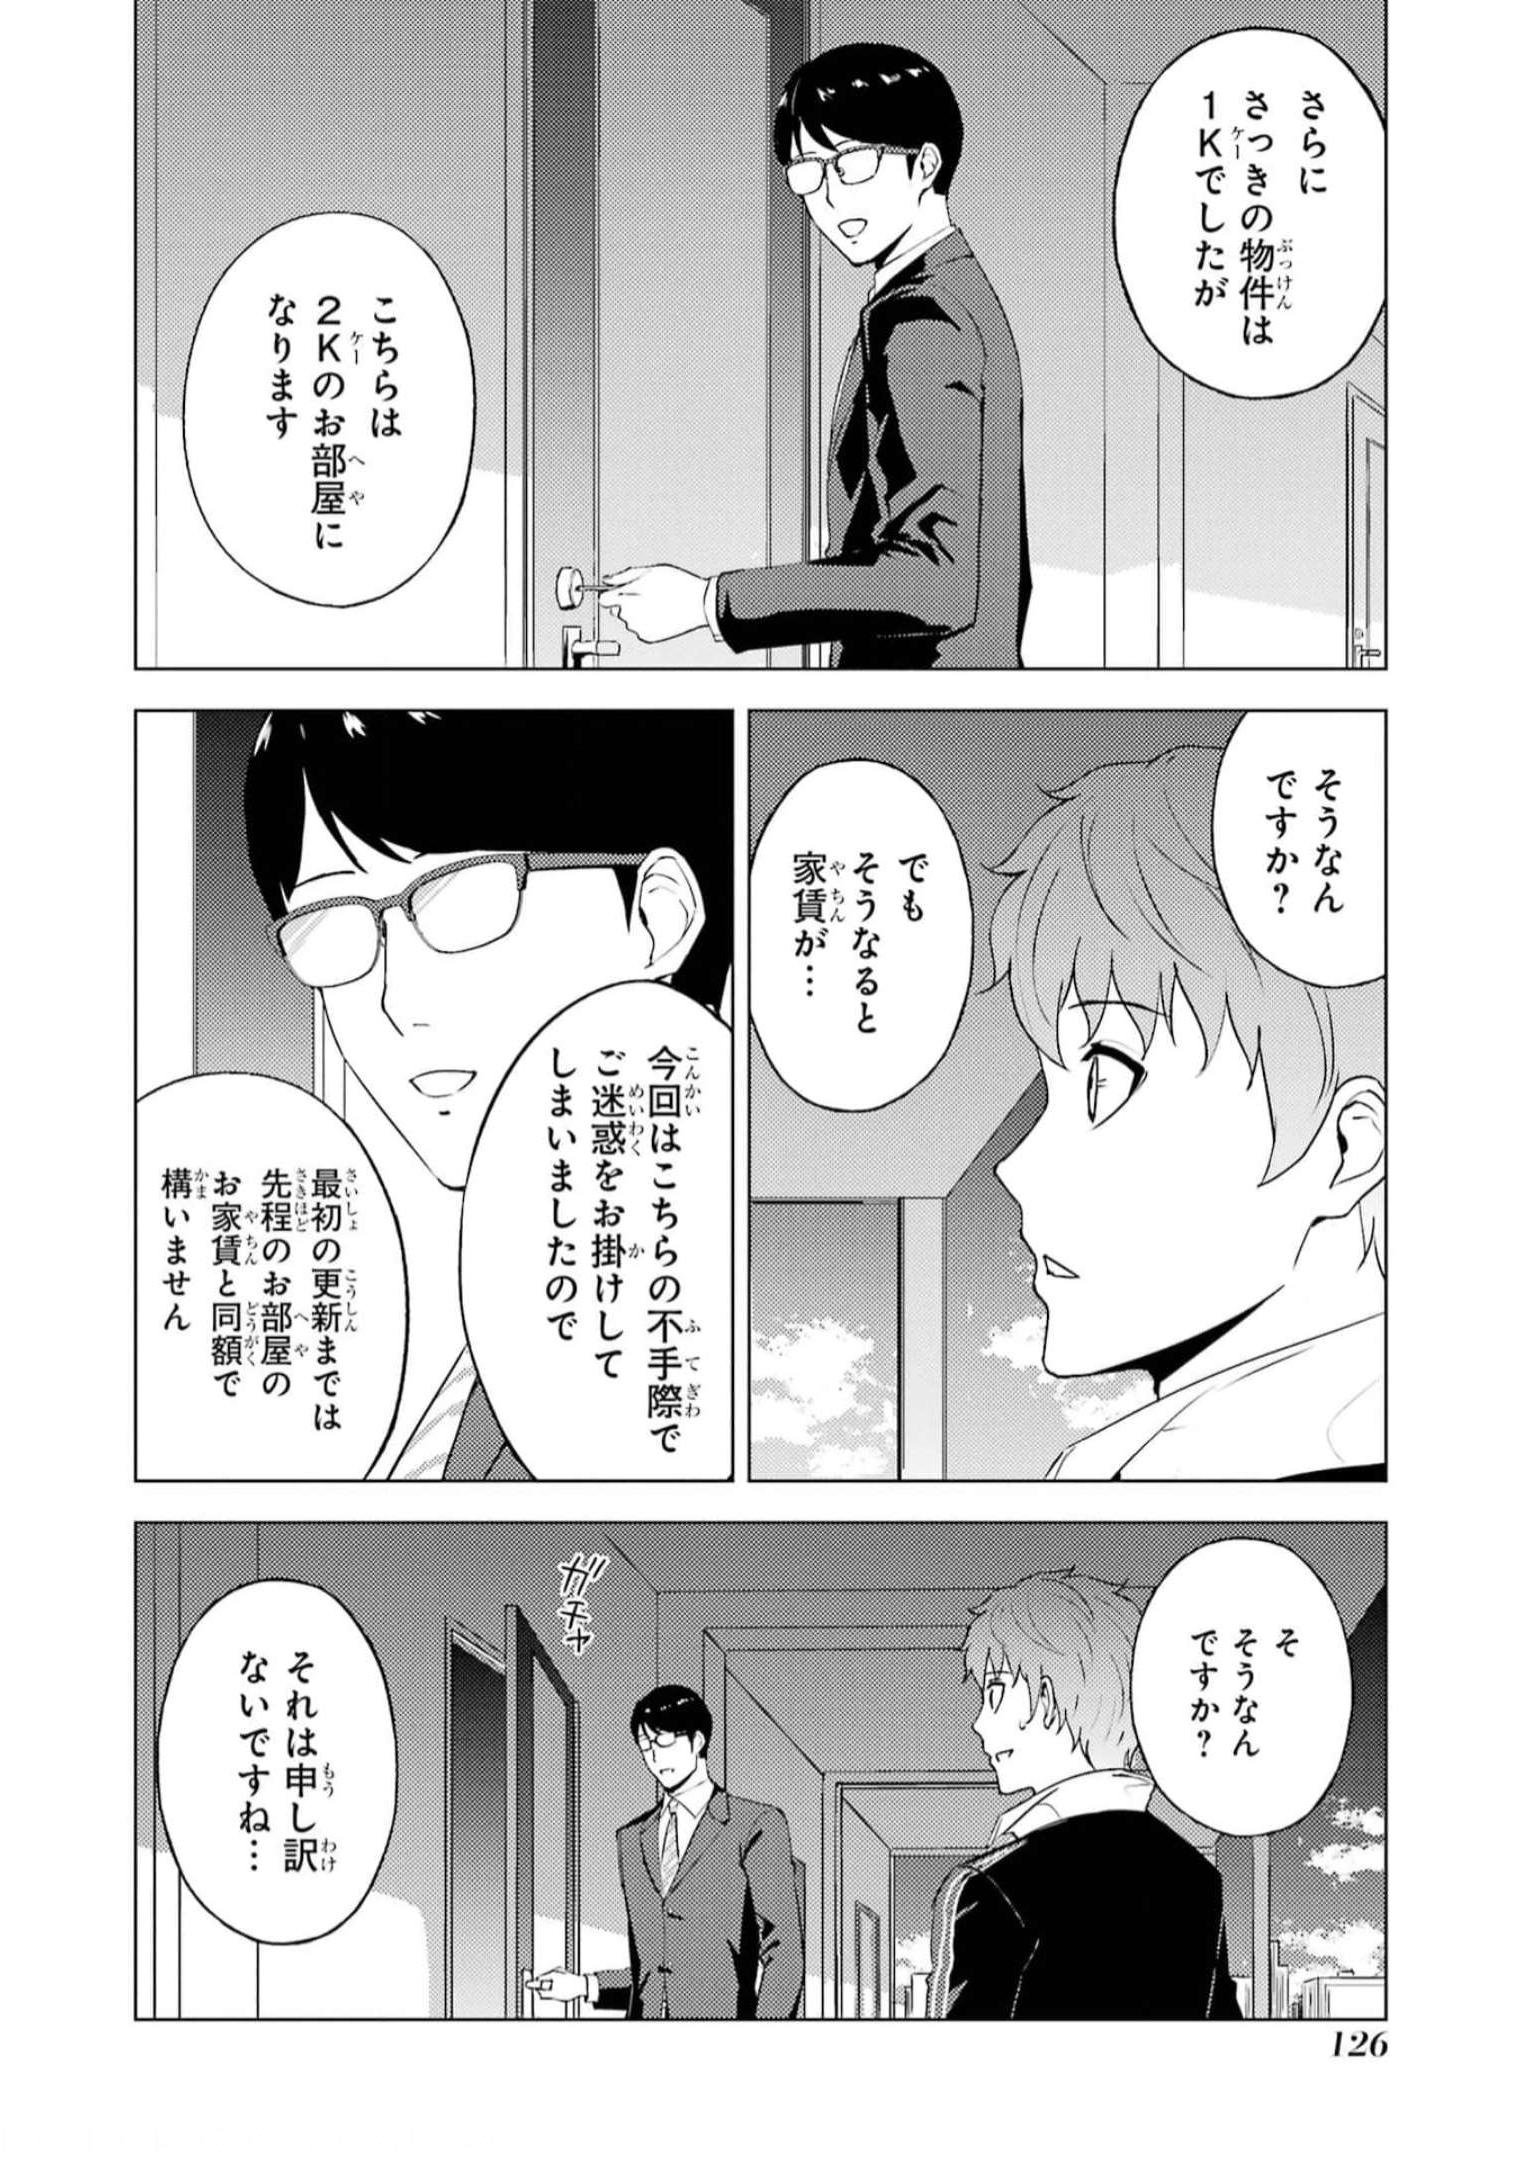 さらに
さっきの物件は
1Kでしたが
こちらは
2Kのお部屋に
なります
そうなん
ですか?
でも
そうなると
家賃が…
今回はこちらの不手際で
ご迷惑をお掛けして
しまいましたので
最初の更新までは
先程のお部屋の
お家賃と同額で
構いません
そ
そうなん
ですか?
ガチャ
それは申し訳
ないですね…
126